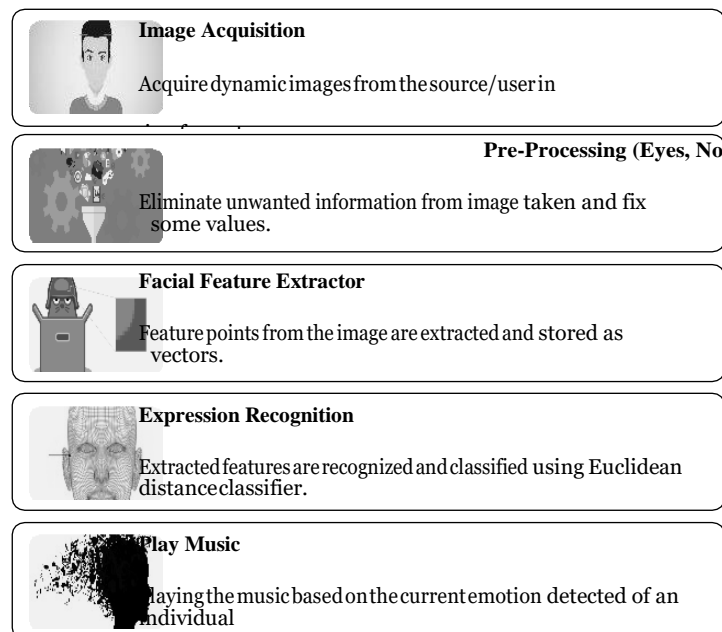 Image Acquisition
Acquire dynamic images from the source/user in
Pre-Processing (Eyes, No
Eliminate unwanted information from image taken and fix
some values.
Facial Feature Extractor
Feature points from the image are extracted and stored as
vectors.
Expression Recognition
Extracted features are recognized and classified using Euclidean
distance classifier.
Play Music
Playing the music based on the current emotion detected of an
individual